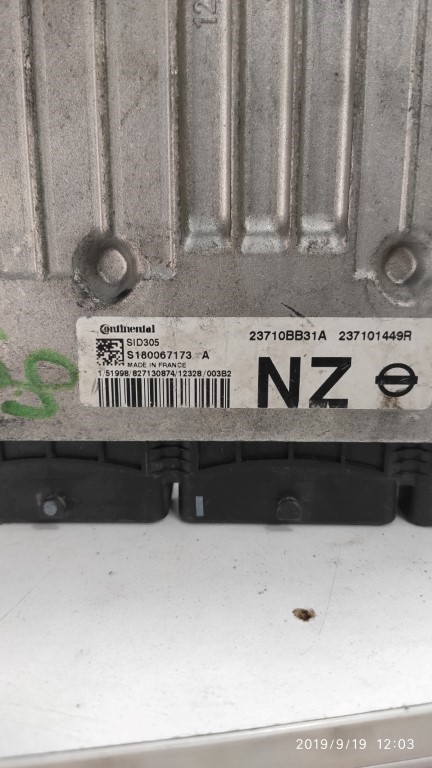 12
Continental
SID305
S180067173 A
MADE IN FRANCE
1/51998/827130874/12328/003B2
23710BB31A 237101449R
NZ
2019/9/19 12:03